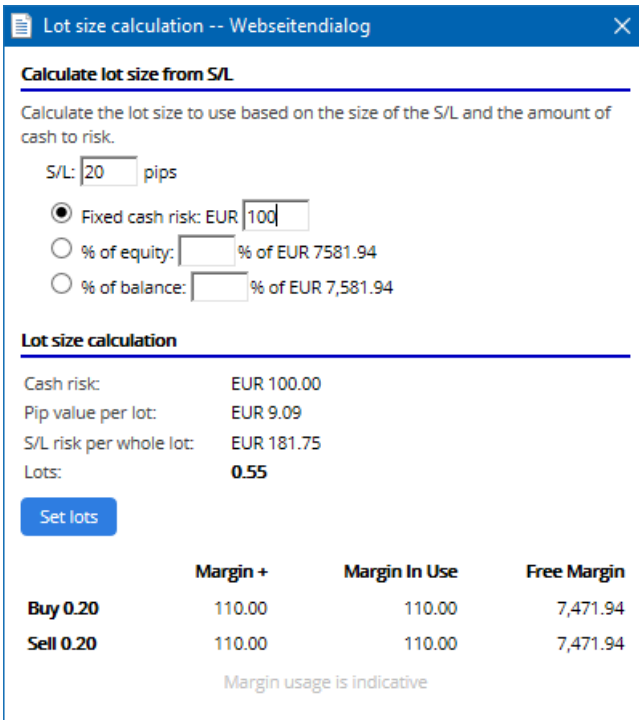 Lot size calculation -- Webseitendialog
Calculate lot size from S/L
Calculate the lot size to use based on the size of the S/L and the amount of
cash to risk.
S/L: 20 pips
Fixed cash risk: EUR 100
% of equity: % of EUR 7581.94
% of balance: % of EUR 7,581.94
Lot size calculation
Cash risk: EUR 100.00
Pip value per lot: EUR 9.09
S/L risk per whole lot: EUR 181.75
Lots: 0.55
Set lots
Margin + Margin In Use Free Margin
Buy 0.20 110.00 110.00 7,471.94
Sell 0.20 110.00 110.00 7,471.94
Margin usage is indicative